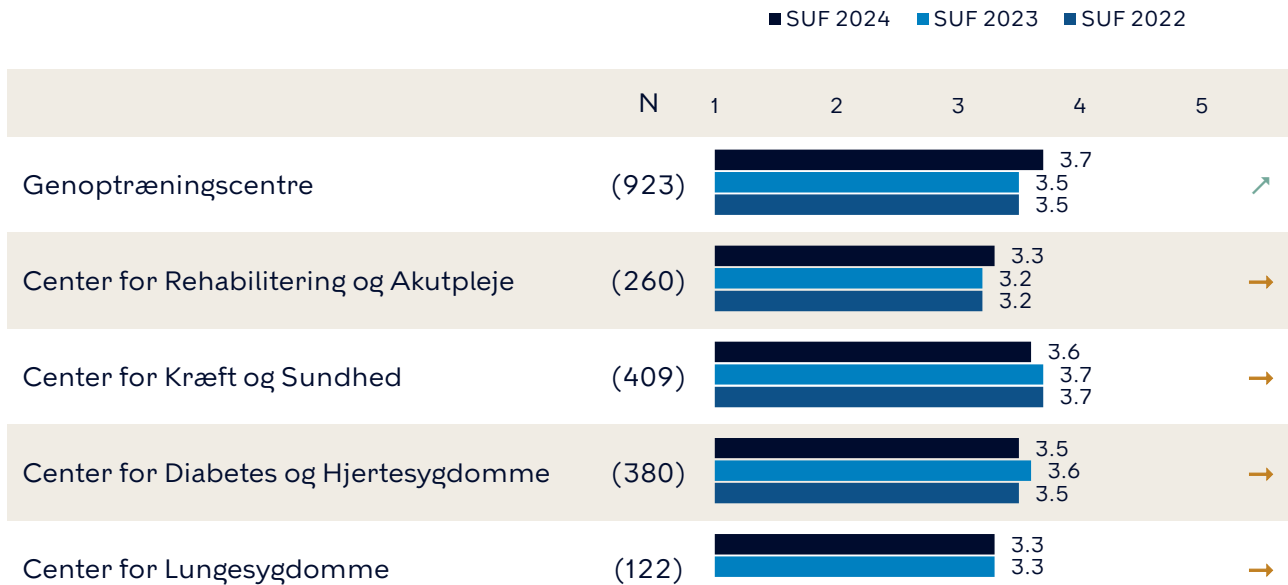 SUF 2024 SUF 2023 SUF 2022
N 1 2 3 4 5
Genoptræningscentre (923) 3.7
3.5
3.5
Center for Rehabilitering og Akutpleje (260) 3.3
3.2
3.2
Center for Kræft og Sundhed (409) 3.6
3.7
3.7
Center for Diabetes og Hjertesygdomme (380) 3.5
3.6
3.5
Center for Lungesygdomme (122) 3.3
3.3